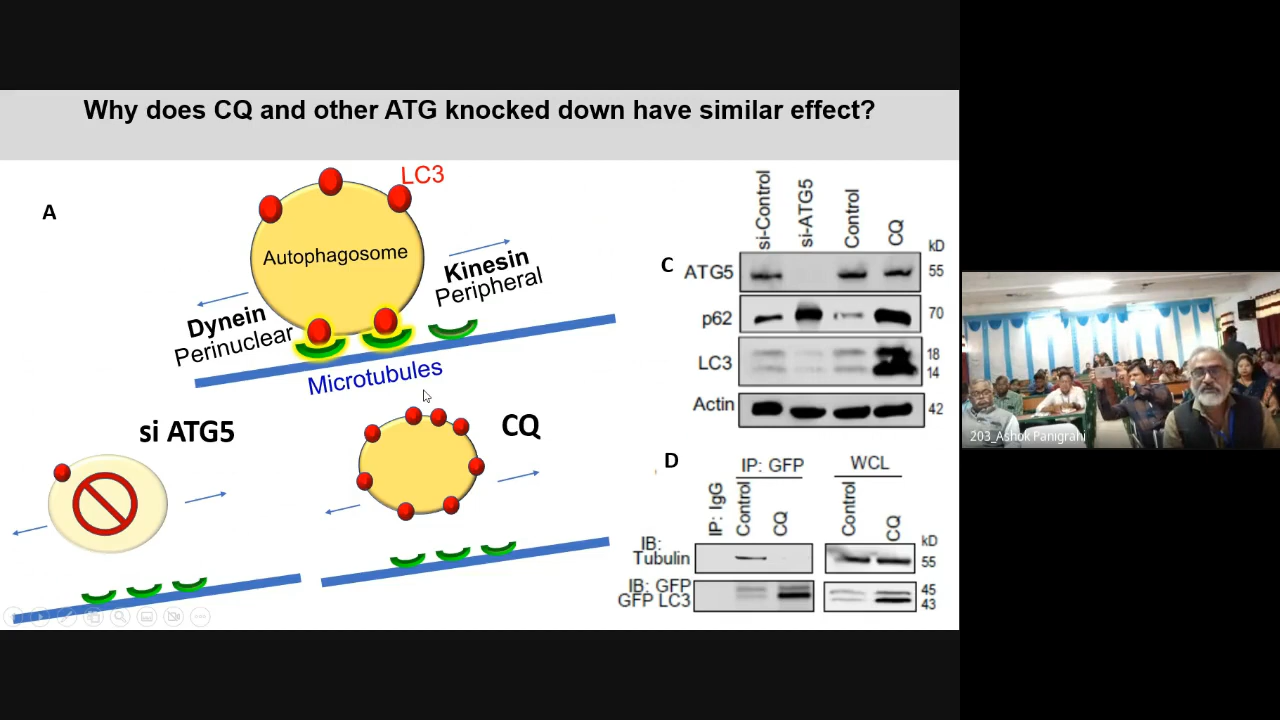 Why does CQ and other ATG knocked down have similar effect?
A
LC3
Autophagosome
Kinesin
Peripheral
Dynein
Perinuclear
Microtubules
si ATG5
CQ
C
si-Control
si-ATG5
Control
CQ
kD
ATG5
55
p62
70
LC3
18
14
Actin
42
D
IP: GFP
WCL
IP: IgG
Control
CQ
Control
CQ
kD
IB:
Tubulin
55
IB: GFP
GFP LC3
45
43
203_Ashok Panigrahi